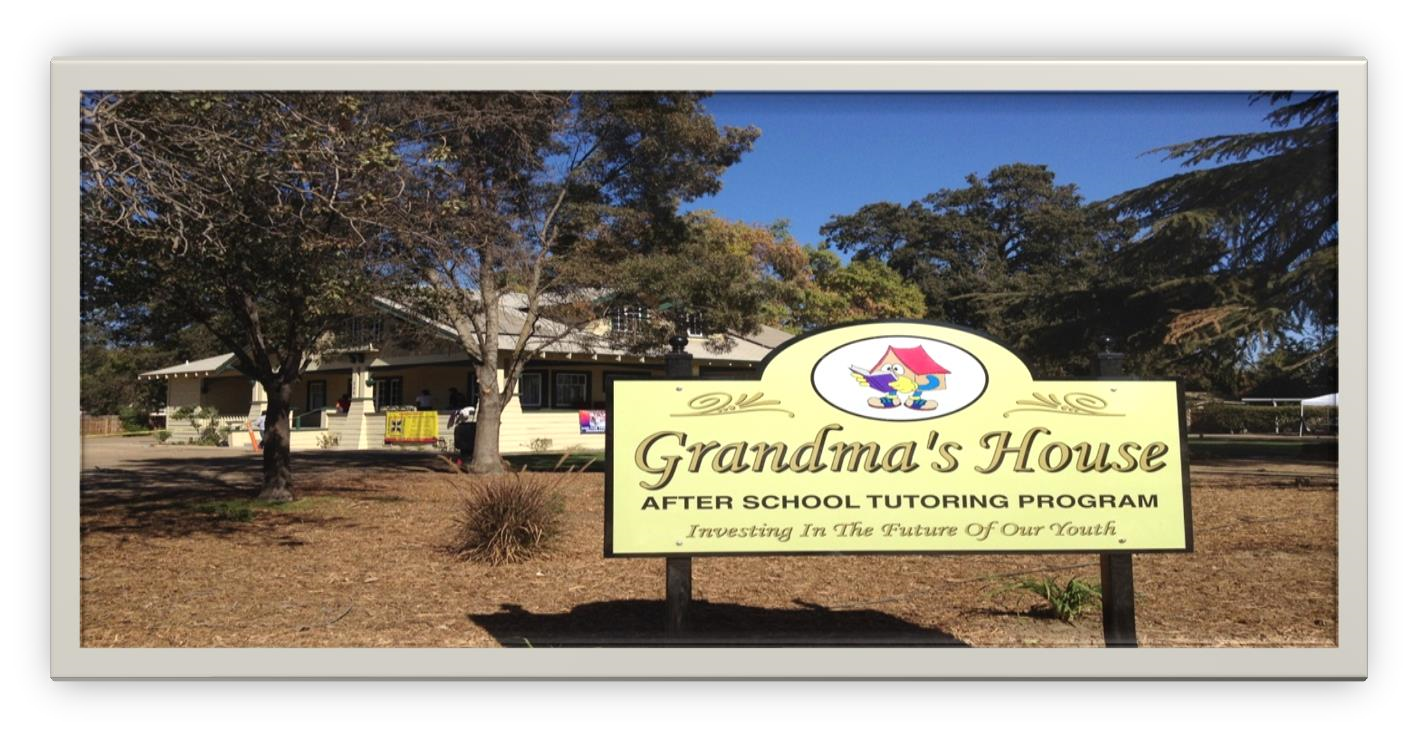 Grandma's House
AFTER SCHOOL TUTORING PROGRAM
Investing In The Future Of Our Youth